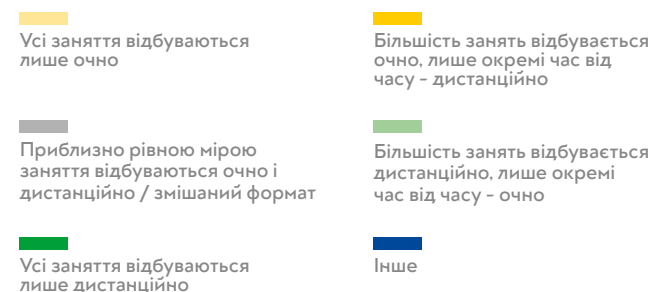 Усі заняття відбуваються
лише очно
Більшість занять відбувається
очно, лише окремі час від
часу - дистанційно
Приблизно рівною мірою
заняття відбуваються очно і
дистанційно / змішаний формат
Більшість занять відбувається
дистанційно, лише окремі
час від часу - очно
Усі заняття відбуваються
лише дистанційно
Інше